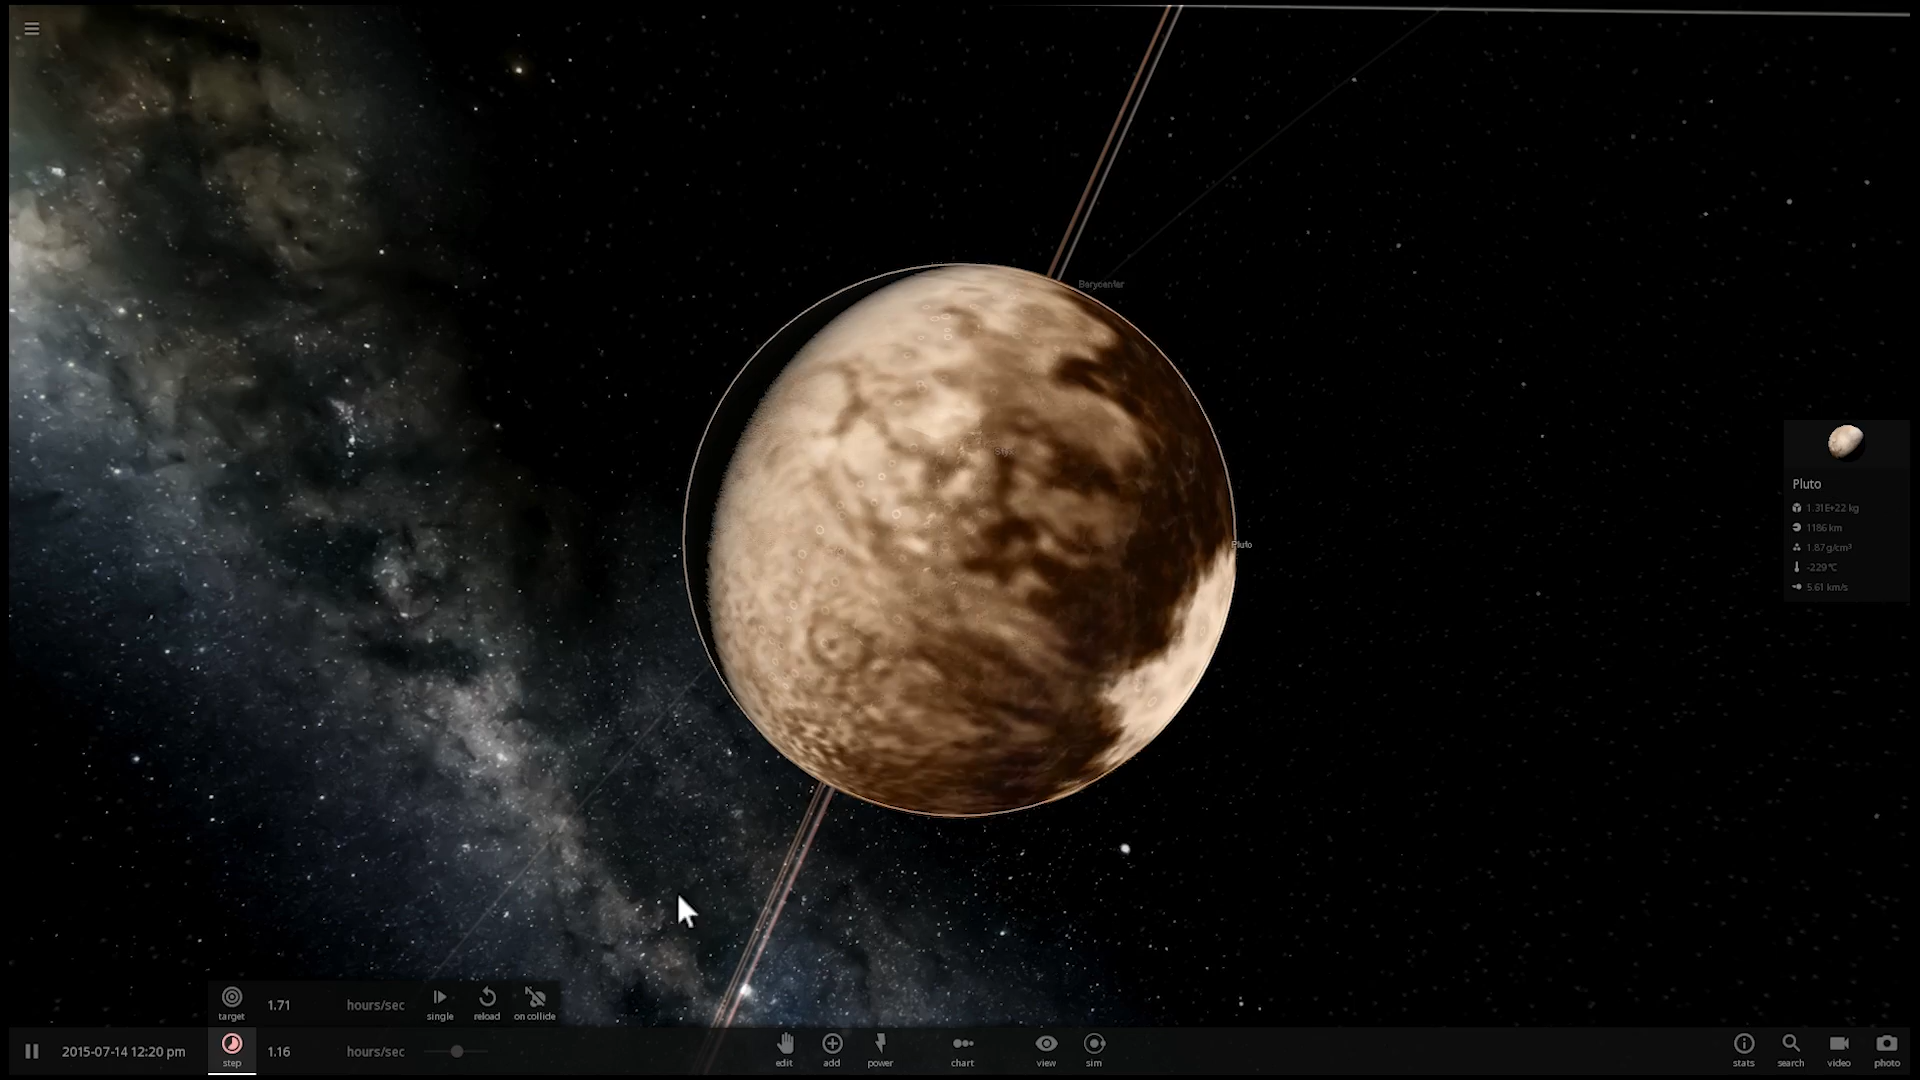 Barycenter
Styx
Pluto
Pluto
1.31E+22 kg
1186 km
1.87 g/cm³
-229 °C
5.61 km/s
target
1.71
hours/sec
single
reload
on collide
2015-07-14 12:20 pm
step
1.16
hours/sec
edit
add
power
chart
view
sim
stats
search
video
photo